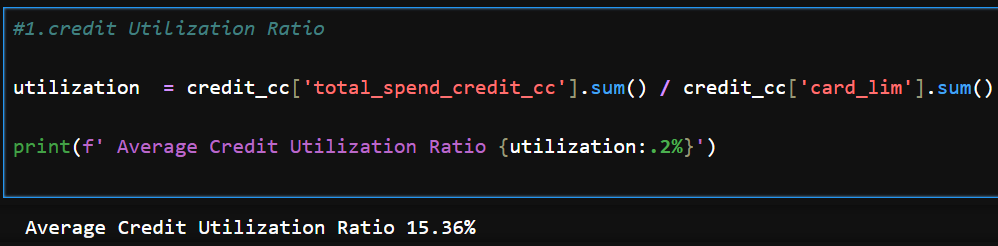 #1.credit Utilization Ratio
utilization  = credit_cc['total_spend_credit_cc'].sum() / credit_cc['card_lim'].sum()
print(f' Average Credit Utilization Ratio {utilization:.2%}')
Average Credit Utilization Ratio 15.36%